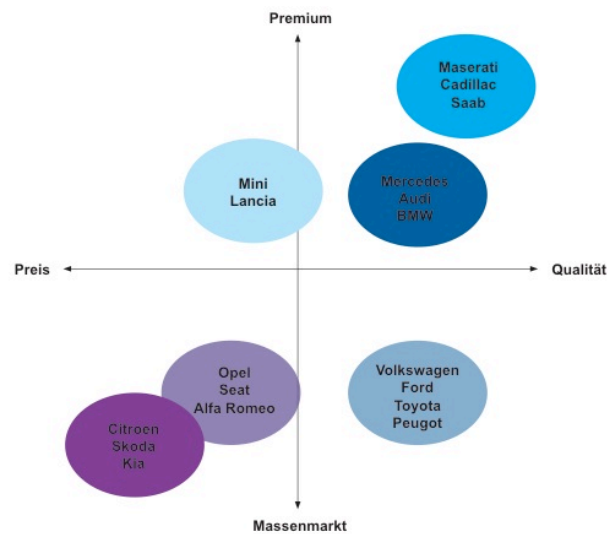 Premium
Maserati
Cadillac
Saab
Mini
Lancia
Mercedes
Audi
BMW
Preis
Qualität
Opel
Seat
Alfa Romeo
Volkswagen
Ford
Toyota
Peugot
Citroen
Skoda
Kia
Massenmarkt